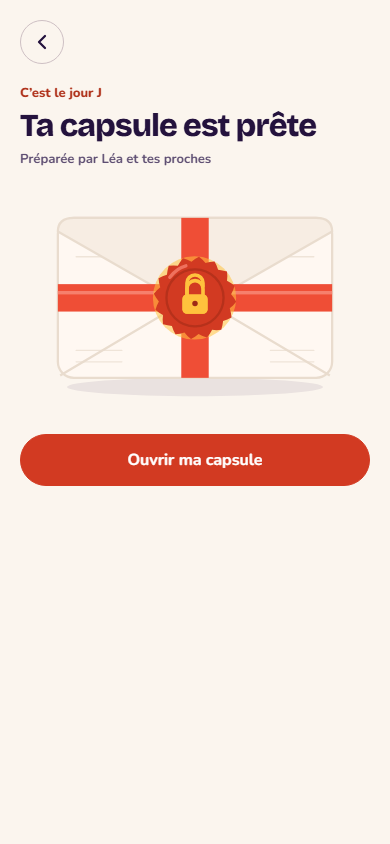 C'est le jour J
Ta capsule est prête
Préparée par Léa et tes proches
Ouvrir ma capsule